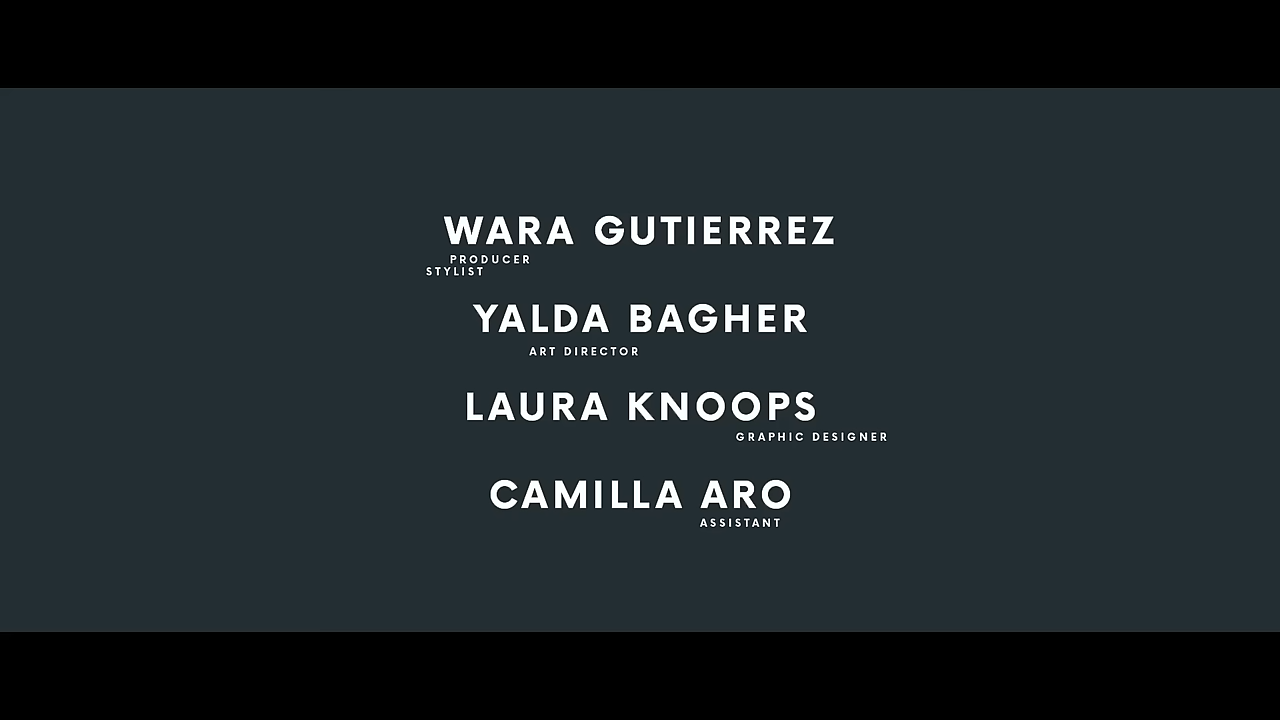 WARA GUTIERREZ
PRODUCER
STYLIST
YALDA BAGHER
ART DIRECTOR
LAURA KNOOPS
GRAPHIC DESIGNER
CAMILLA ARO
ASSISTANT